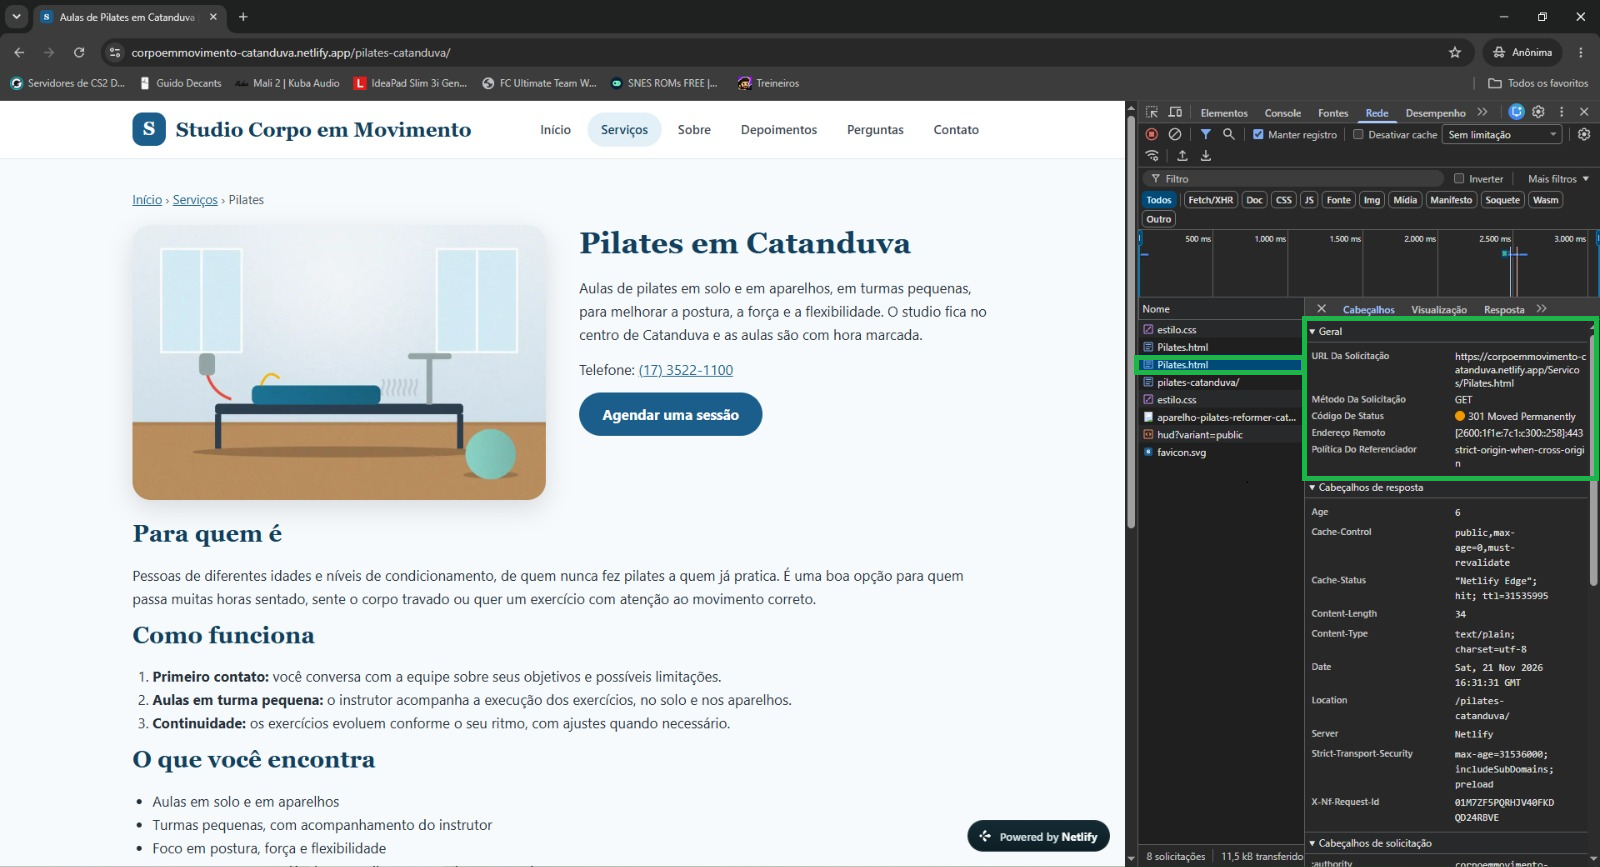 Aulas de Pilates em Catanduva
corpoemmovimento-catanduva.netlify.app/pilates-catanduva/
Anônima
Servidores de CS2 D...
Guido Decants
Mali 2 | Kuba Audio
IdeaPad Slim 3i Gen...
FC Ultimate Team W...
SNES ROMs FREE |...
Treineiros
Todos os favoritos
S
Studio Corpo em Movimento
Início
Serviços
Sobre
Depoimentos
Perguntas
Contato
Início › Serviços › Pilates
Pilates em Catanduva
Aulas de pilates em solo e em aparelhos, em turmas pequenas,
para melhorar a postura, a força e a flexibilidade. O studio fica no
centro de Catanduva e as aulas são com hora marcada.
Telefone: (17) 3522-1100
Agendar uma sessão
Para quem é
Pessoas de diferentes idades e níveis de condicionamento, de quem nunca fez pilates a quem já pratica. É uma boa opção para quem
passa muitas horas sentado, sente o corpo travado ou quer um exercício com atenção ao movimento correto.
Como funciona
1. Primeiro contato: você conversa com a equipe sobre seus objetivos e possíveis limitações.
2. Aulas em turma pequena: o instrutor acompanha a execução dos exercícios, no solo e nos aparelhos.
3. Continuidade: os exercícios evoluem conforme o seu ritmo, com ajustes quando necessário.
O que você encontra
• Aulas em solo e em aparelhos
• Turmas pequenas, com acompanhamento do instrutor
• Foco em postura, força e flexibilidade
Powered by Netlify
Elementos
Console
Fontes
Rede
Desempenho
Manter registro
Desativar cache
Sem limitação
Filtro
Inverter
Mais filtros
Todos
Fetch/XHR
Doc
CSS
JS
Fonte
Img
Mídia
Manifesto
Soquete
Wasm
Outro
500 ms
1.000 ms
1.500 ms
2.000 ms
2.500 ms
3.000 ms
Nome
estilo.css
Pilates.html
Pilates.html
pilates-catanduva/
estilo.css
aparelho-pilates-reformer-cat...
hud?variant=public
favicon.svg
Cabeçalhos
Visualização
Resposta
Geral
URL Da Solicitação
https://corpoemmovimento-c
atanduva.netlify.app/Servico
s/Pilates.html
Método Da Solicitação
GET
Código De Status
301 Moved Permanently
Endereço Remoto
[2600:1f1e:7c1:c300::258]:443
Política Do Referenciador
strict-origin-when-cross-origi
n
Cabeçalhos de resposta
Age
6
Cache-Control
public,max-
age=0,must-
revalidate
Cache-Status
"Netlify Edge";
hit; ttl=31535995
Content-Length
34
Content-Type
text/plain;
charset=utf-8
Date
Sat, 21 Nov 2026
16:31:31 GMT
Location
/pilates-
catanduva/
Server
Netlify
Strict-Transport-Security
max-age=31536000;
includeSubDomains;
preload
X-Nf-Request-Id
01M7ZF5PQRHJV40FKD
QD24RBVE
Cabeçalhos de solicitação
:authority
corpoemmovimento-
8 solicitações
11,5 kB transferido